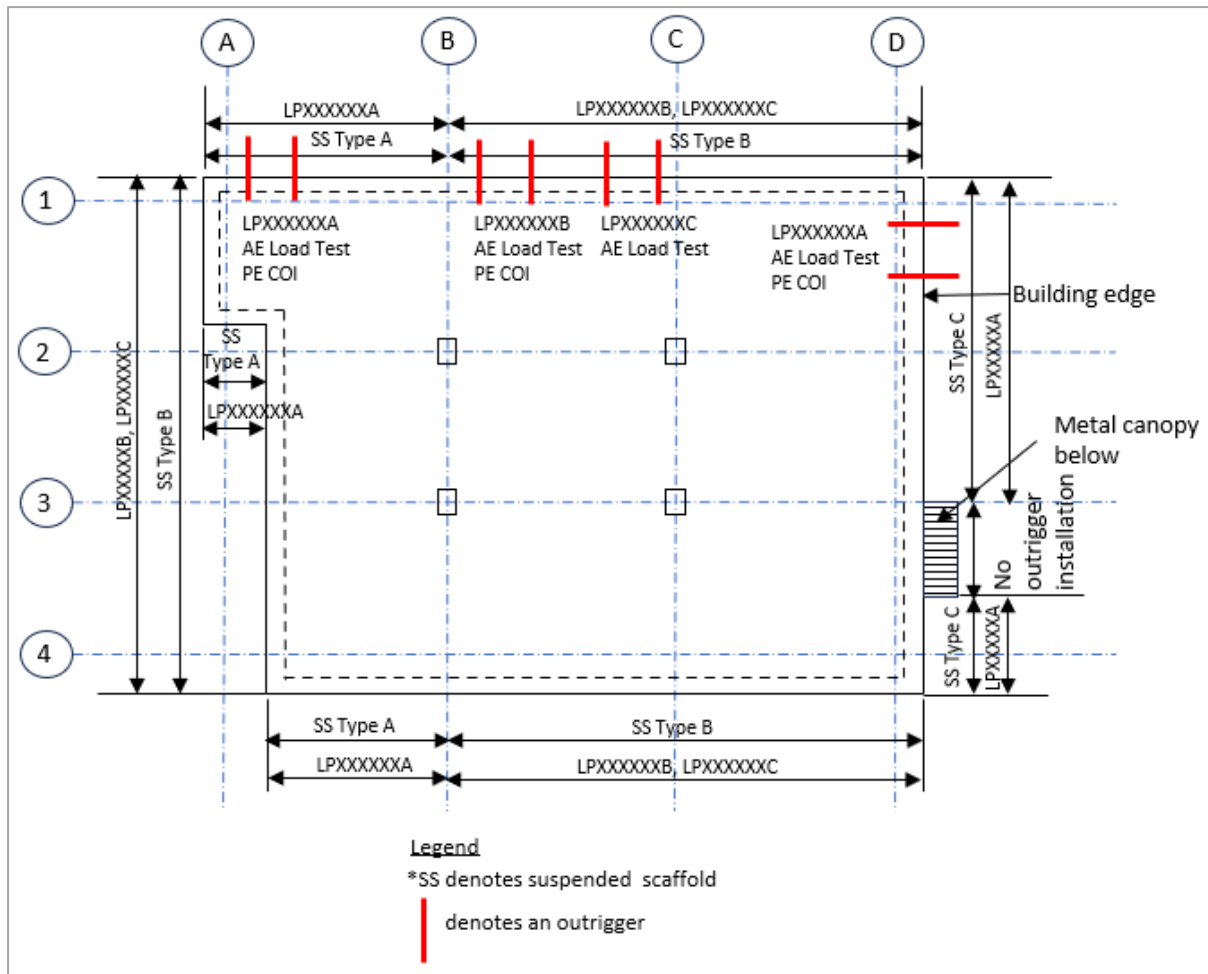 A
B
C
D
LPXXXXXXA
LPXXXXXXB, LPXXXXXXC
SS Type A
SS Type B
1
LPXXXXXXA
AE Load Test
PE COI
LPXXXXXXB
AE Load Test
PE COI
LPXXXXXXC
AE Load Test
LPXXXXXXA
AE Load Test
PE COI
Building edge
SS Type C
LPXXXXXXA
2
SS
Type A
LPXXXXXXA
LPXXXXXB, LPXXXXXXC
SS Type B
Metal canopy
below
3
No
outrigger
installation
4
SS Type C
LPXXXXXXA
SS Type A
SS Type B
LPXXXXXXA
LPXXXXXXB, LPXXXXXXC
Legend
*SS denotes suspended scaffold
denotes an outrigger